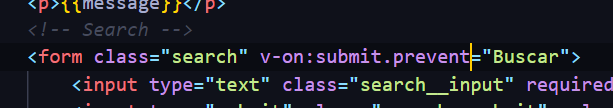 <p>{{message}}</p>
<!-- Search -->
<form class="search" v-on:submit.prevent="Buscar">
<input type="text" class="search__input" required